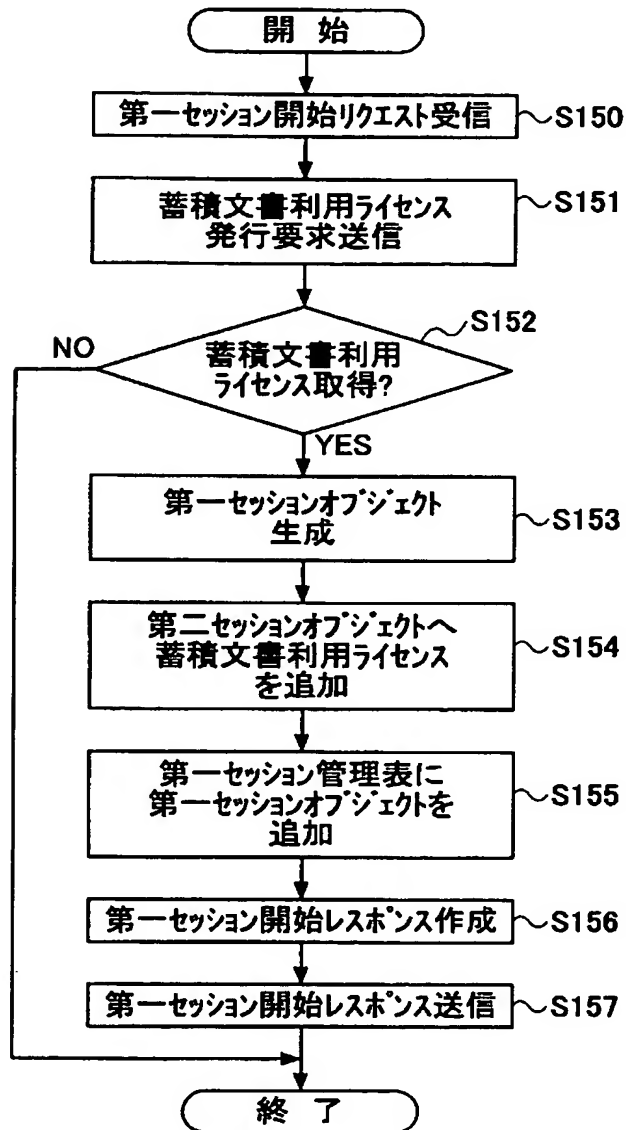 開 始
第一セッション開始リクエスト受信
S150
蓄積文書利用ライセンス
発行要求送信
S151
S152
NO
蓄積文書利用
ライセンス取得?
YES
第一セッションオブジェクト
生成
S153
第二セッションオブジェクトへ
蓄積文書利用ライセンス
を追加
S154
第一セッション管理表に
第一セッションオブジェクトを
追加
S155
第一セッション開始レスポンス作成
S156
第一セッション開始レスポンス送信
S157
終 了